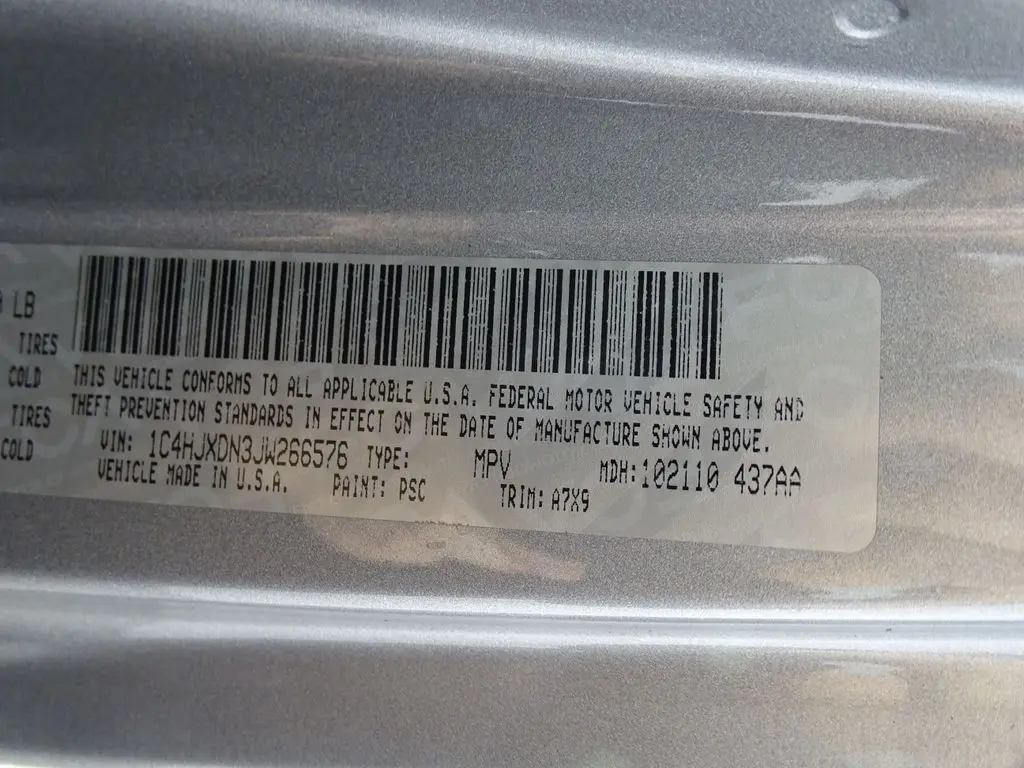 LB
TIRES
COLD
TIRES
COLD
THIS VEHICLE CONFORMS TO ALL APPLICABLE U.S.A. FEDERAL MOTOR VEHICLE SAFETY AND
THEFT PREVENTION STANDARDS IN EFFECT ON THE DATE OF MANUFACTURE SHOWN ABOVE.
VIN: 1C4HJXDN3JW266576 TYPE: MPV MDH:102110 437AA
VEHICLE MADE IN U.S.A. PAINT: PSC TRIM: A7X9